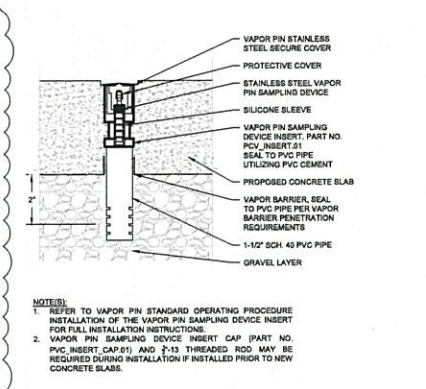 VAPOR PIN STAINLESS
STEEL SECURE COVER
PROTECTIVE COVER
STAINLESS STEEL VAPOR
PIN SAMPLING DEVICE
SILICONE SLEEVE
VAPOR PIN SAMPLING
DEVICE INSERT. PART NO.
PCV_INSERT.01
SEAL TO PVC PIPE
UTILIZING PVC CEMENT
PROPOSED CONCRETE SLAB
2"
VAPOR BARRIER, SEAL
TO PVC PIPE PER VAPOR
BARRIER PENETRATION
REQUIREMENTS
1-1/2" SCH. 40 PVC PIPE
GRAVEL LAYER
NOTE(S):
1. REFER TO VAPOR PIN STANDARD OPERATING PROCEDURE
INSTALLATION OF THE VAPOR PIN SAMPLING DEVICE INSERT
FOR FULL INSTALLATION INSTRUCTIONS.
2. VAPOR PIN SAMPLING DEVICE INSERT CAP (PART NO.
PVC_INSERT_CAP.01) AND -13 THREADED ROD MAY BE
REQUIRED DURING INSTALLATION IF INSTALLED PRIOR TO NEW
CONCRETE SLABS.